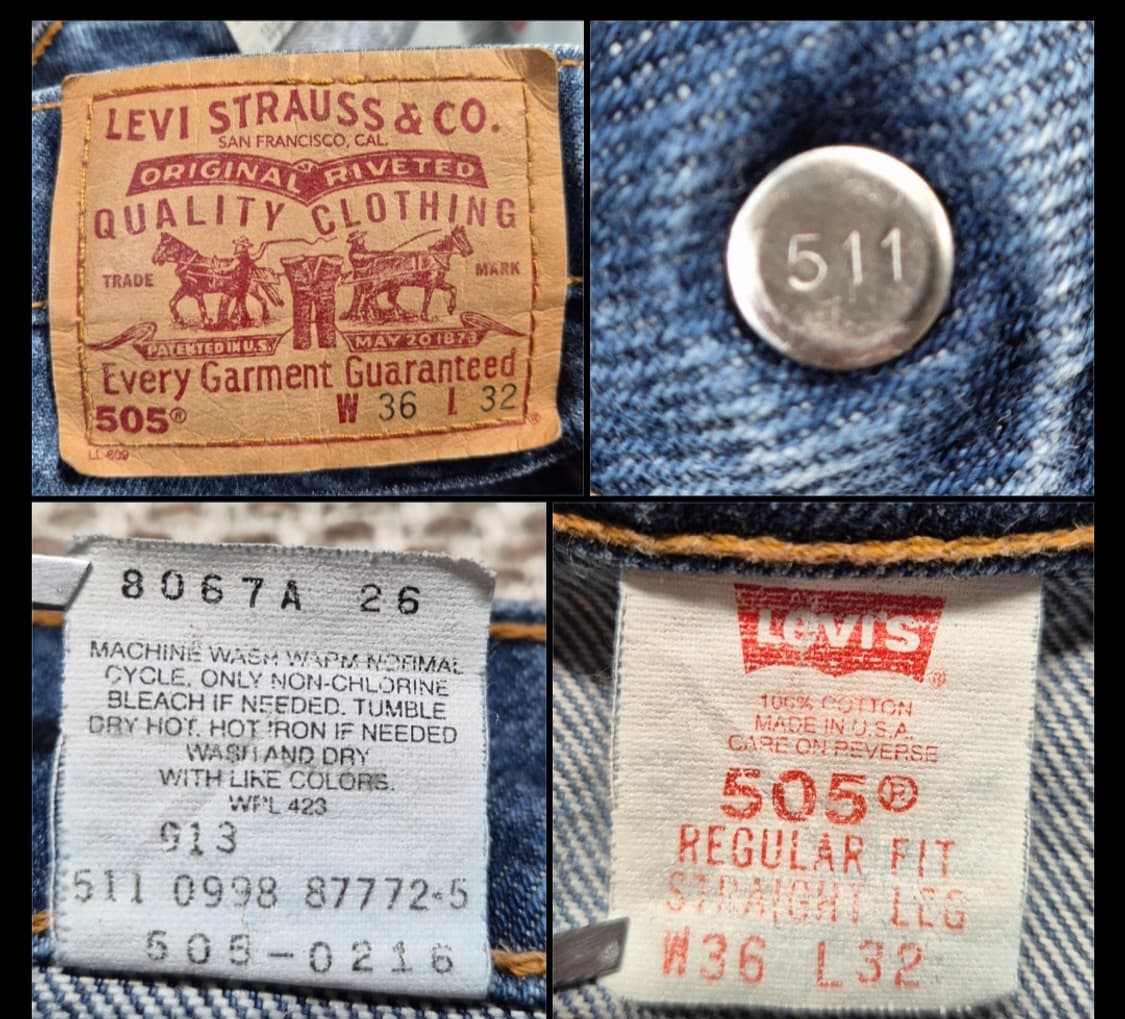 LEVI STRAUSS & CO.
SAN FRANCISCO, CAL.
ORIGINAL RIVETED
QUALITY CLOTHING
TRADE MARK
PATENTED IN U.S. MAY 20 1873
Every Garment Guaranteed
505® W 36 L 32
®
LL-609
511
8067A 26
MACHINE WASH WARM NORMAL
CYCLE. ONLY NON-CHLORINE
BLEACH IF NEEDED. TUMBLE
DRY HOT. HOT IRON IF NEEDED
WASH AND DRY
WITH LIKE COLORS.
WPL 423
913
511 0998 87772-5
505-0216
Levi's
®
100% COTTON
MADE IN U.S.A.
CARE ON REVERSE
505®
REGULAR FIT
STRAIGHT LEG
W36 L32